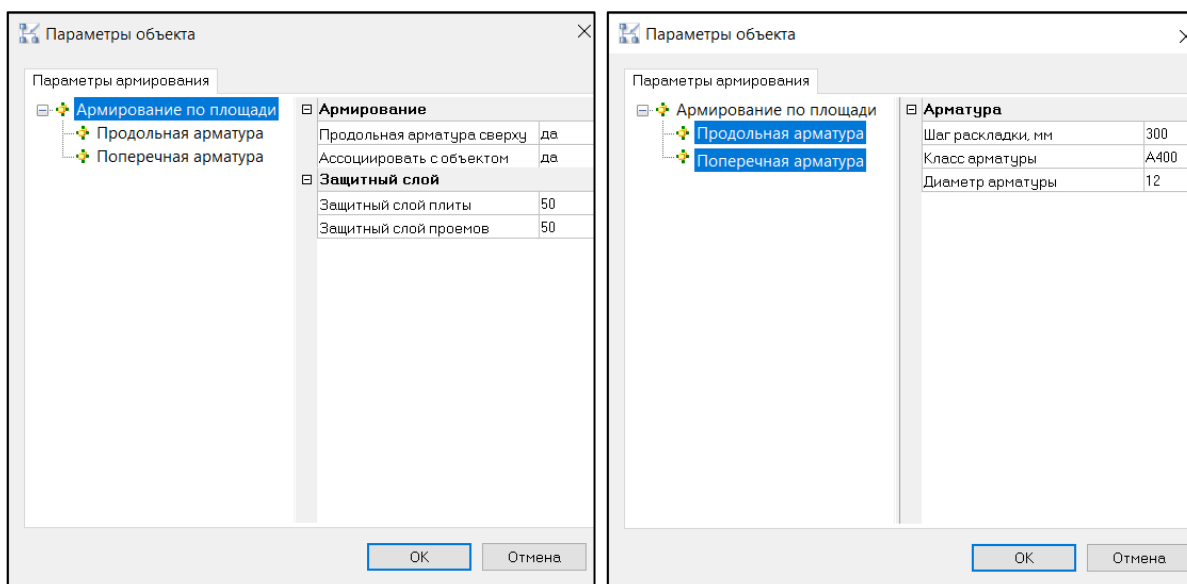 Параметры объекта
Параметры армирования
Армирование по площади
Продольная арматура
Поперечная арматура
Армирование
Продольная арматура сверху да
Ассоциировать с объектом да
Защитный слой
Защитный слой плиты 50
Защитный слой проемов 50
OK Отмена
Параметры объекта
Параметры армирования
Армирование по площади
Продольная арматура
Поперечная арматура
Арматура
Шаг раскладки, мм 300
Класс арматуры A400
Диаметр арматуры 12
OK Отмена